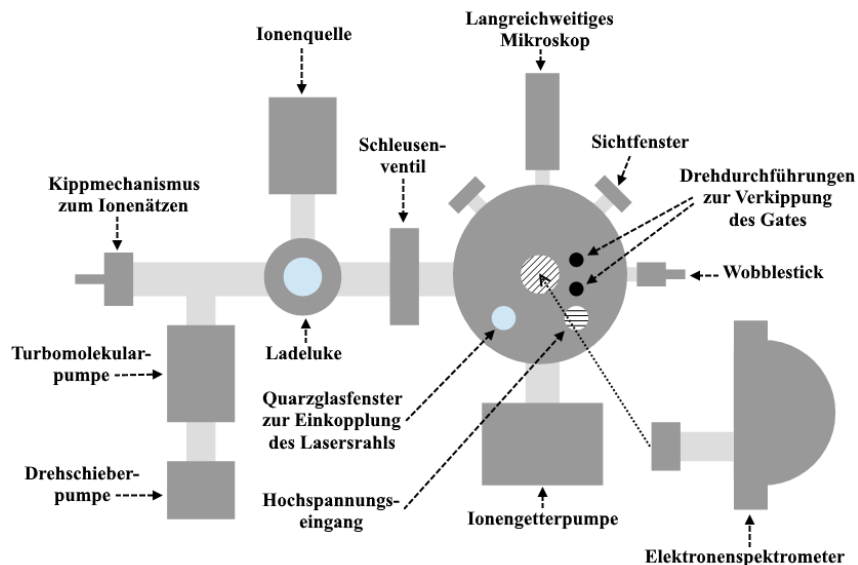 Langreichweitiges
Mikroskop
Ionenquelle
Schleusen-
ventil
Sichtfenster
Drehdurchführungen
zur Verkippung
des Gates
Kippmechanismus
zum Ionenätzen
Wobblestick
Ladeluke
Turbomolekular-
pumpe
Quarzglasfenster
zur Einkopplung
des Lasersrahls
Drehschieber-
pumpe
Hochspannungs-
eingang
Ionengetterpumpe
Elektronenspektrometer